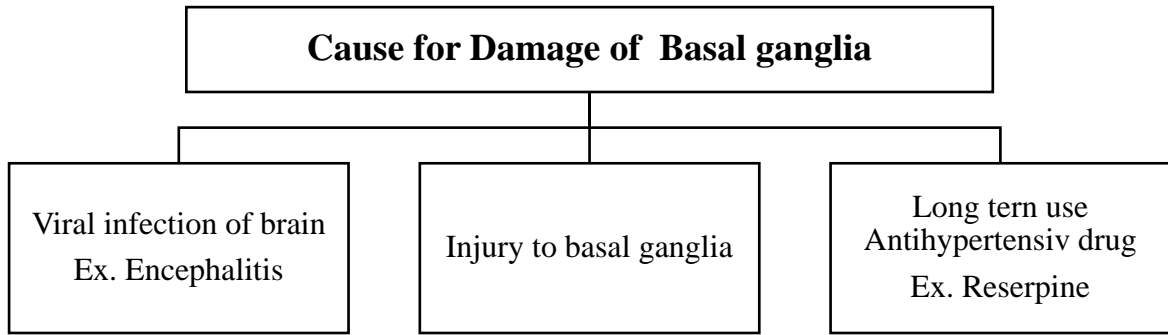 Cause for Damage of Basal ganglia
Viral infection of brain
Ex. Encephalitis
Injury to basal ganglia
Long tern use
Antihypertensiv drug
Ex. Reserpine